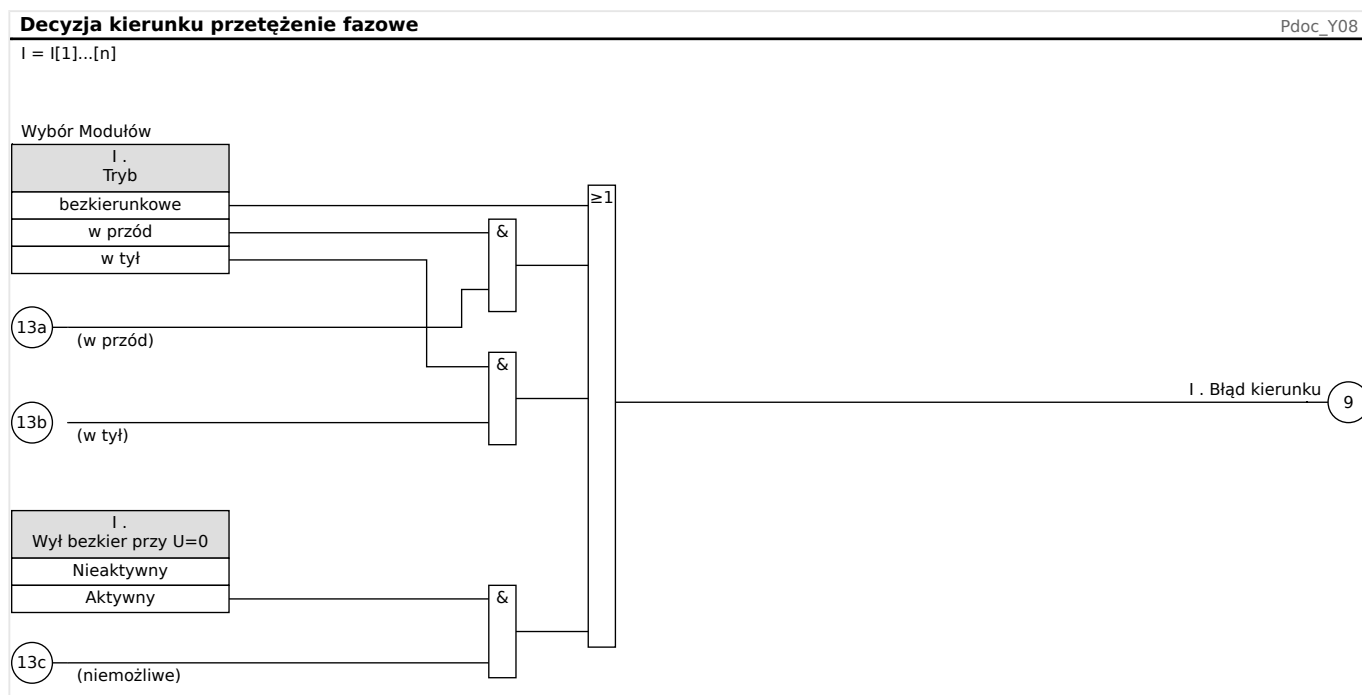 Decyzja kierunku przetężenie fazowe
Pdoc_Y08
I = I[1]...[n]
Wybór Modułów
I .
Tryb
bezkierunkowe
w przód
w tył
≥1
&
13a
(w przód)
&
13b
(w tył)
I . Błąd kierunku
9
I .
Wył bezkier przy U=0
Nieaktywny
Aktywny
&
13c
(niemożliwe)